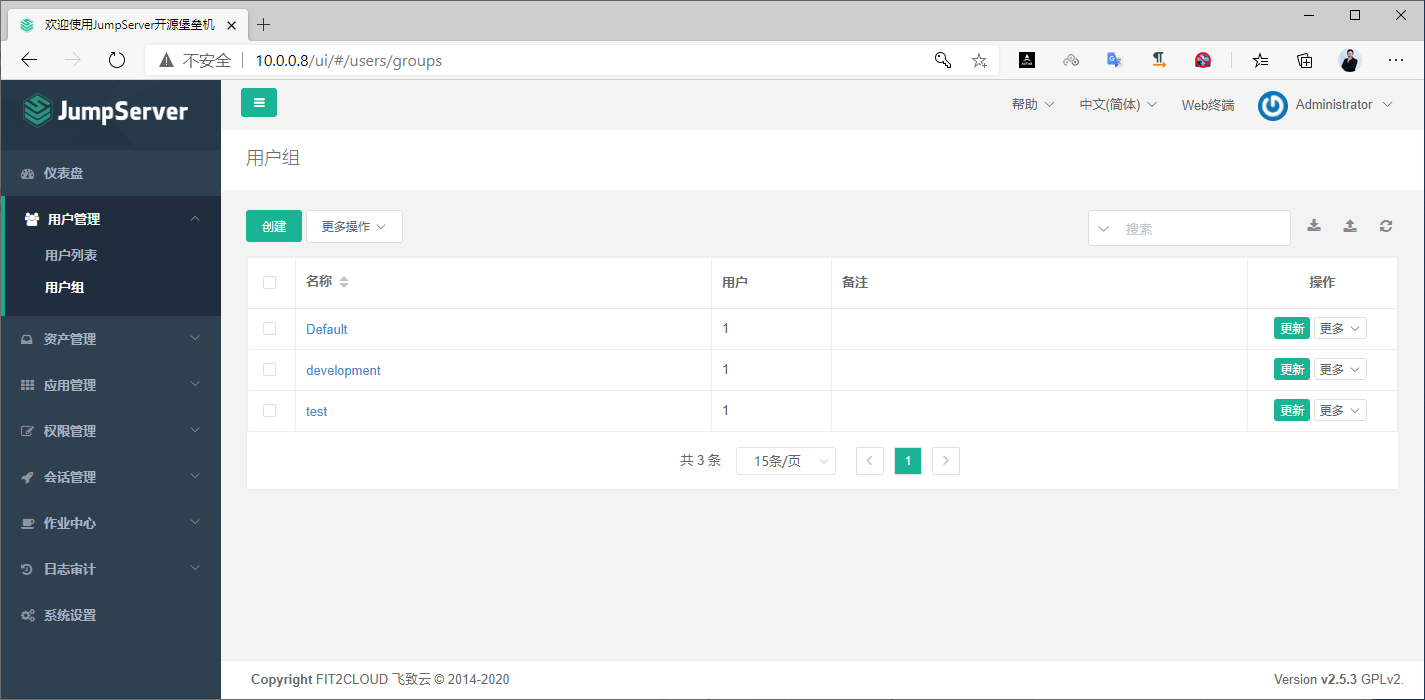 欢迎使用JumpServer开源堡垒机
不安全 10.0.0.8/ui/#/users/groups
JumpServer
帮助 中文(简体) Web终端 Administrator
仪表盘
用户管理
用户列表
用户组
资产管理
应用管理
权限管理
会话管理
作业中心
日志审计
系统设置
用户组
创建 更多操作 搜索
名称 用户 备注 操作
Default 1 更新 更多
development 1 更新 更多
test 1 更新 更多
共 3 条 15条/页 1
Copyright FIT2CLOUD 飞致云 © 2014-2020 Version v2.5.3 GPLv2.